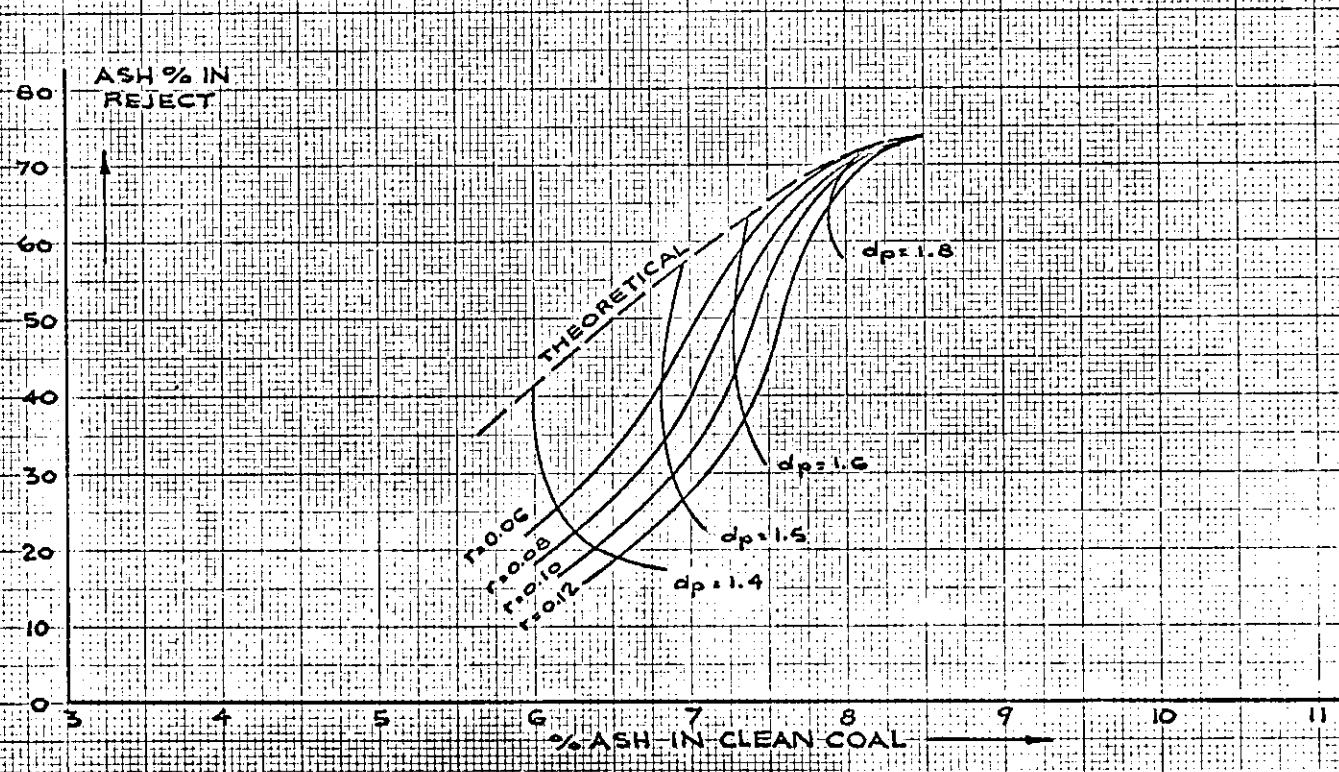 ASH % IN
REJECT
80
70
60
50
40
30
20
10
0
THEORETICAL
dp=1.8
dp=1.6
dp=1.5
dp=1.4
r=0.06
r=0.08
r=0.10
r=0.12
3 4 5 6 7 8 9 10 11
% ASH IN CLEAN COAL